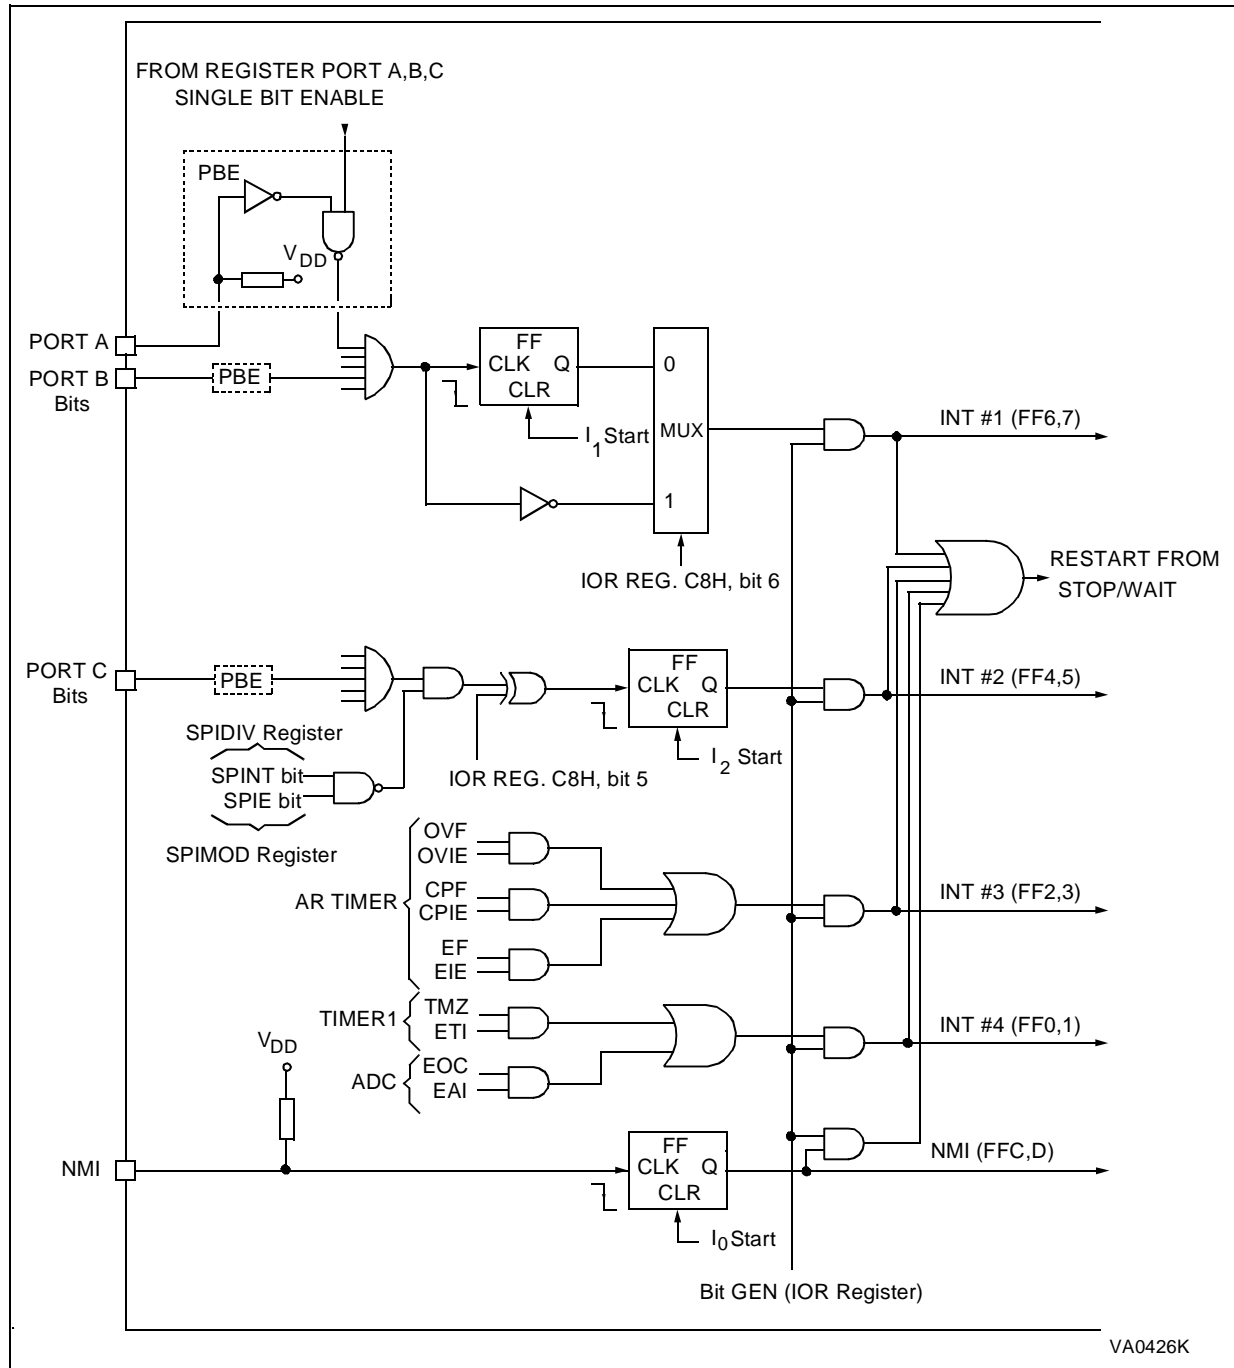 FROM REGISTER PORT A,B,C
SINGLE BIT ENABLE
PBE
VDD
PORT A
PORT B
Bits
PBE
FF
CLK Q
CLR
I1 Start
0
MUX
1
IOR REG. C8H, bit 6
INT #1 (FF6,7)
RESTART FROM
STOP/WAIT
PORT C
Bits
PBE
FF
CLK Q
CLR
I2 Start
INT #2 (FF4,5)
SPIDIV Register
SPINT bit
SPIE bit
SPIMOD Register
IOR REG. C8H, bit 5
AR TIMER
OVF
OVIE
CPF
CPIE
EF
EIE
INT #3 (FF2,3)
TIMER1
TMZ
ETI
INT #4 (FF0,1)
ADC
EOC
EAI
VDD
NMI
FF
CLK Q
CLR
I0 Start
NMI (FFC,D)
Bit GEN (IOR Register)
VA0426K